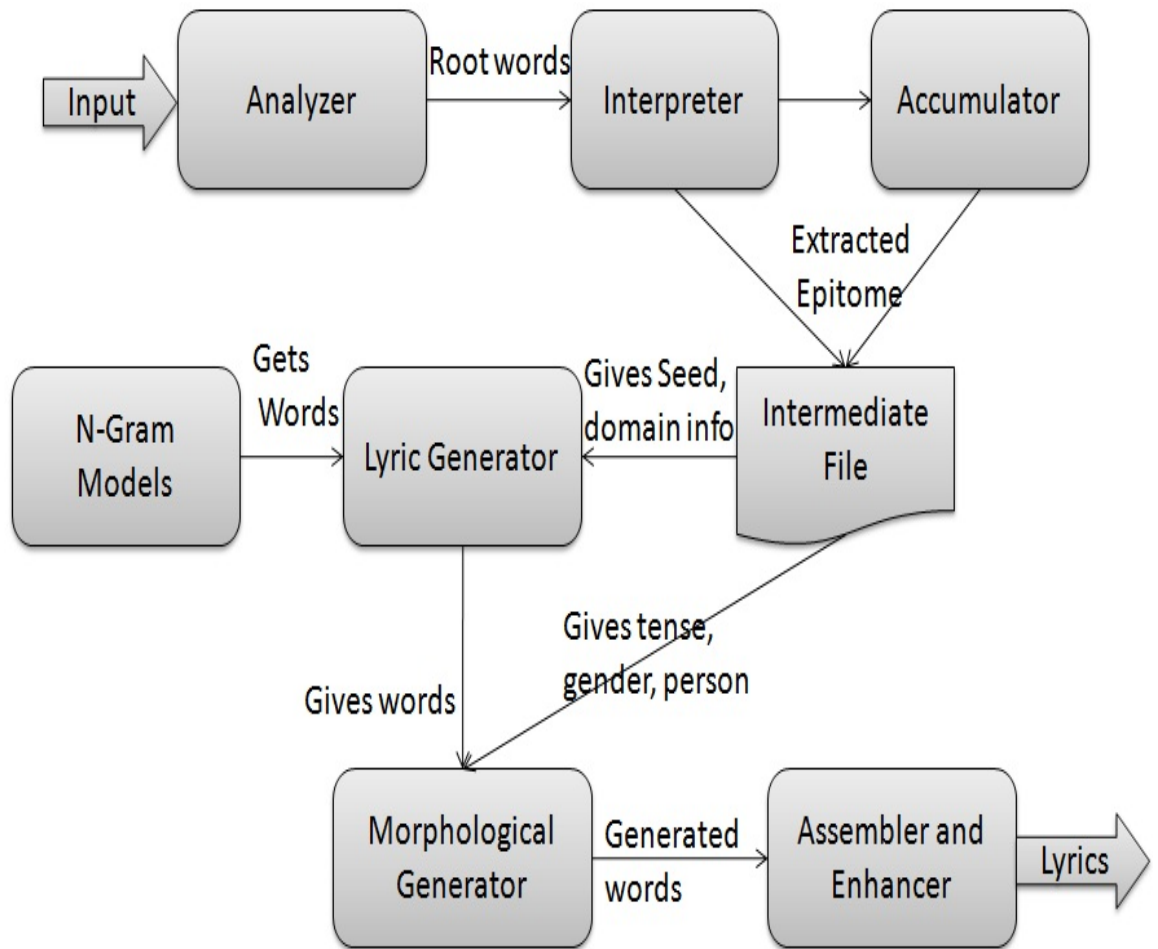 Input
Analyzer
Root words
Interpreter
Accumulator
Extracted
Epitome
N-Gram
Models
Gets
Words
Lyric Generator
Gives Seed,
domain info
Intermediate
File
Gives words
Gives tense,
gender, person
Morphological
Generator
Generated
words
Assembler and
Enhancer
Lyrics